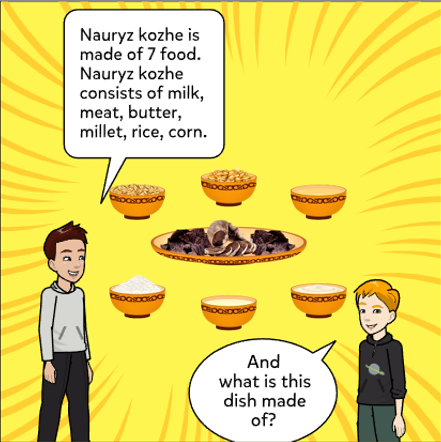 Nauryz kozhe is
made of 7 food.
Nauryz kozhe
consists of milk,
meat, butter,
millet, rice, corn.
And
what is this
dish made
of?